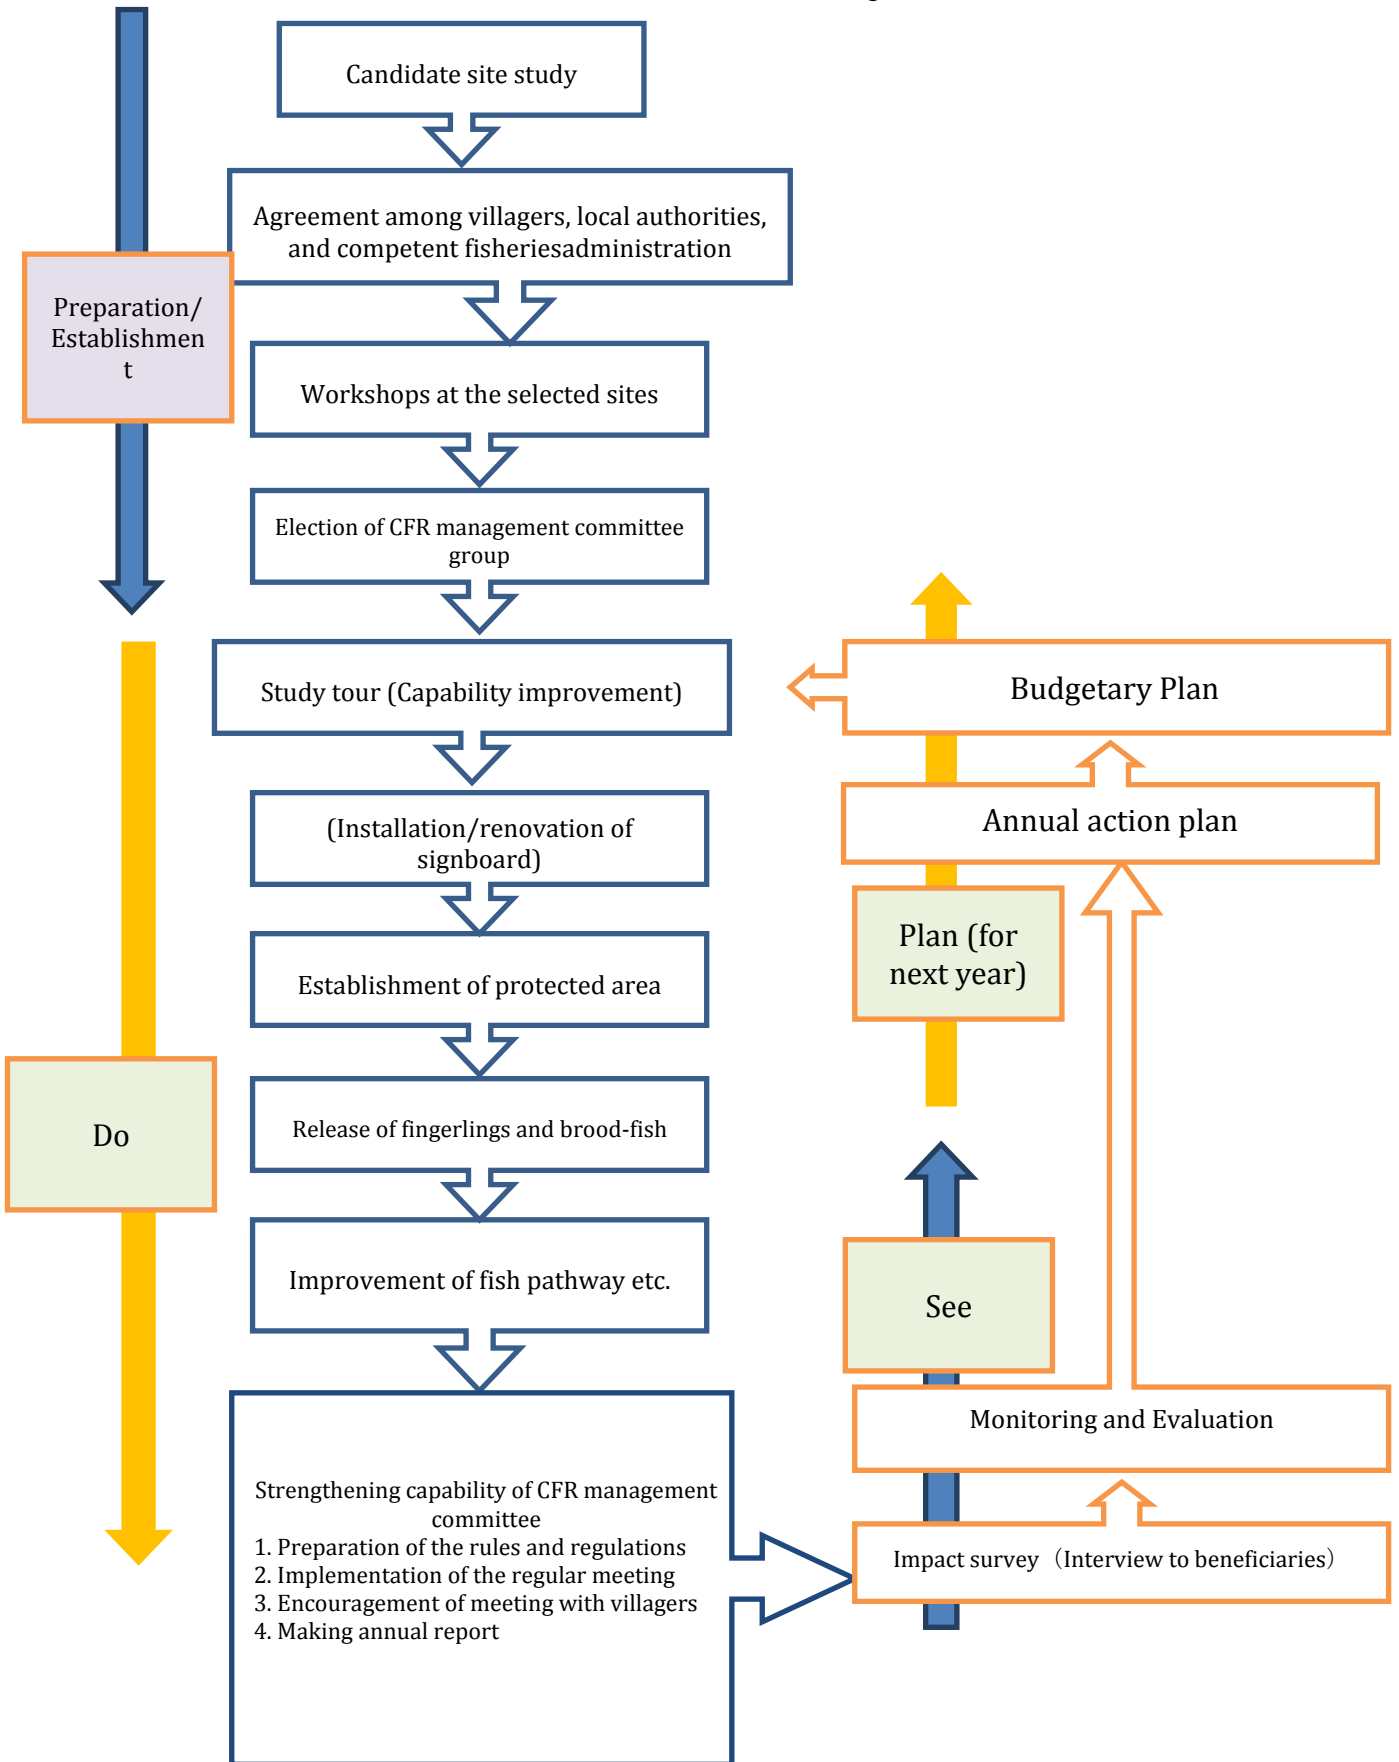 Candidate site study
Agreement among villagers, local authorities,
and competent fisheriesadministration
Preparation/
Establishmen
t
Workshops at the selected sites
Election of CFR management committee
group
Study tour (Capability improvement)
Budgetary Plan
(Installation/renovation of
signboard)
Annual action plan
Plan (for
next year)
Establishment of protected area
Do
Release of fingerlings and brood-fish
Improvement of fish pathway etc.
See
Monitoring and Evaluation
Strengthening capability of CFR management
committee
1. Preparation of the rules and regulations
2. Implementation of the regular meeting
3. Encouragement of meeting with villagers
4. Making annual report
Impact survey（Interview to beneficiaries）